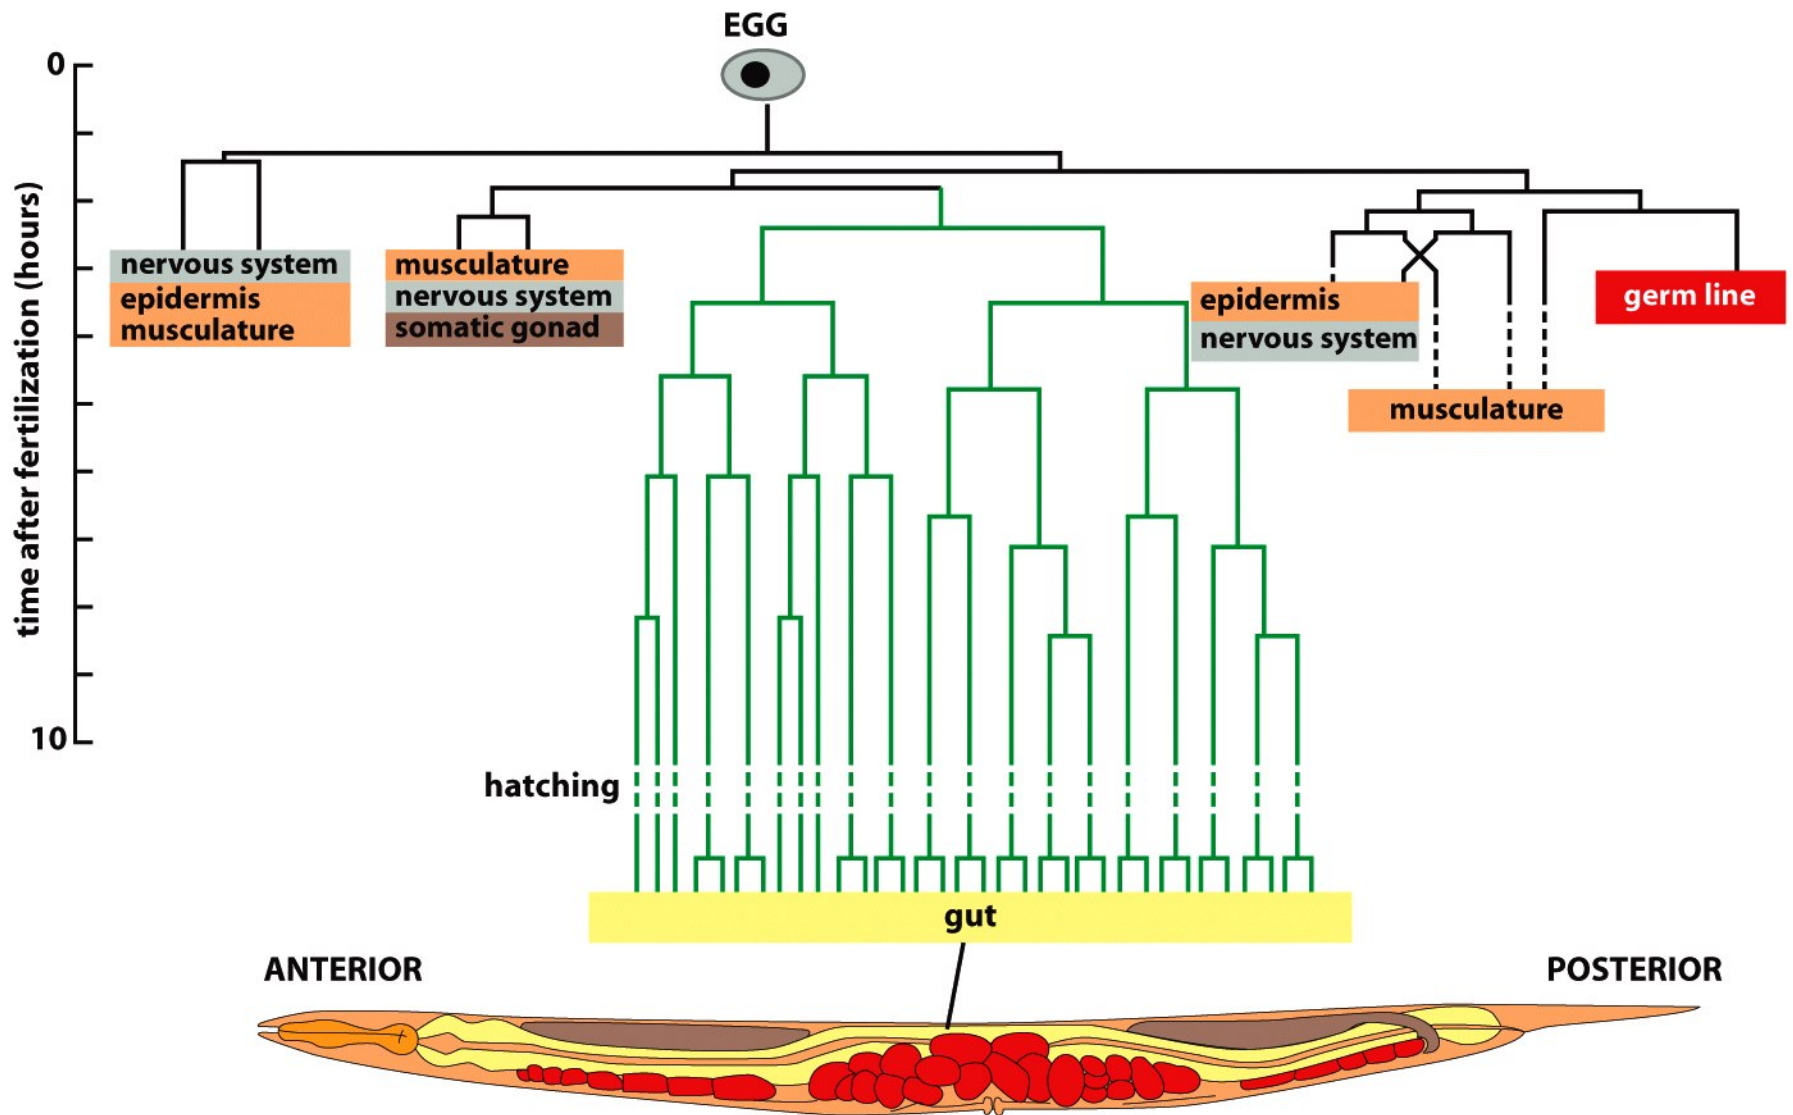 EGG
0
time after fertilization (hours)
10
nervous system
epidermis
musculature
musculature
nervous system
somatic gonad
epidermis
nervous system
germ line
musculature
hatching
gut
ANTERIOR
POSTERIOR